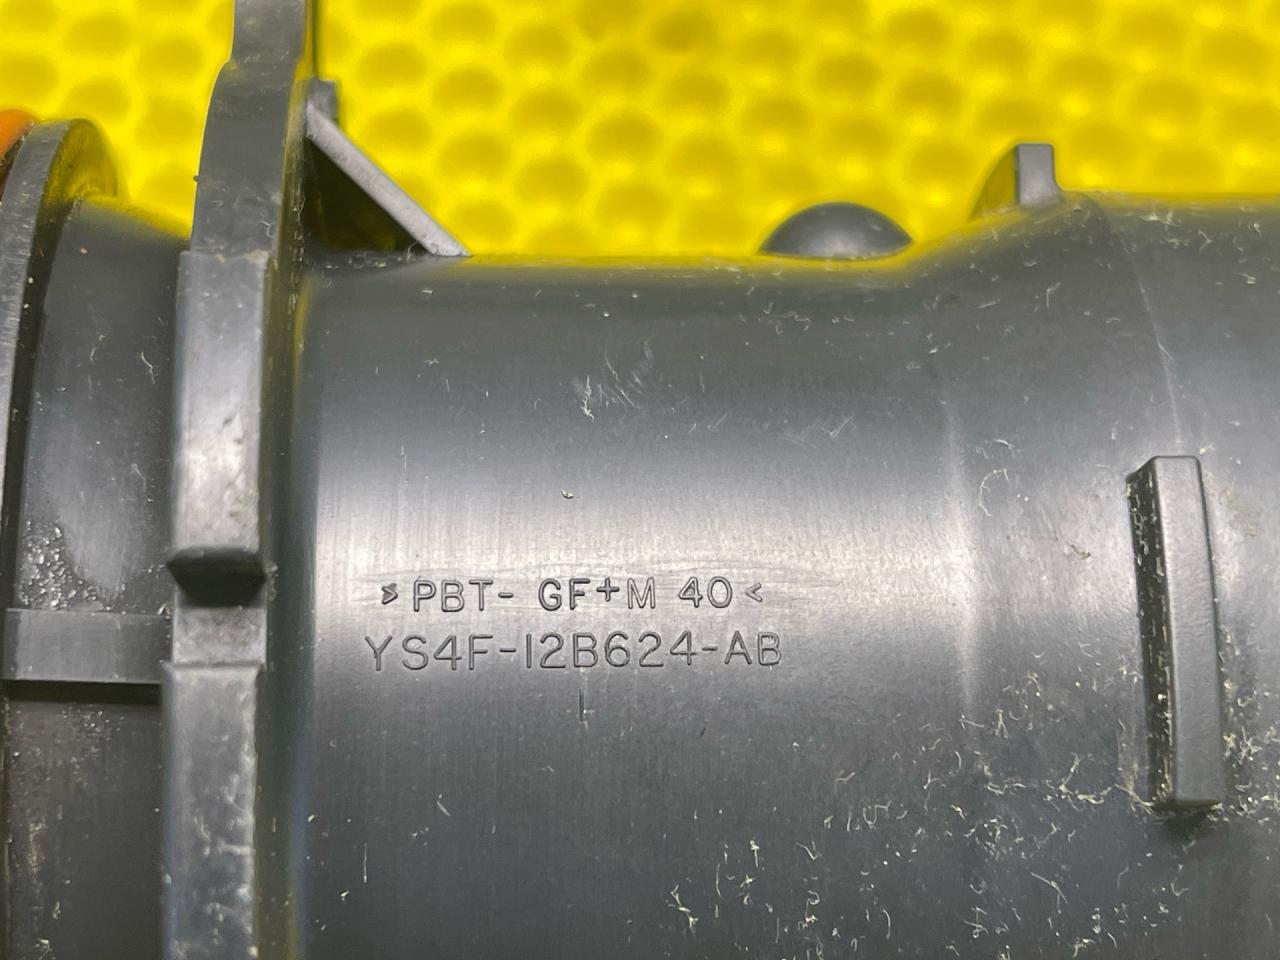 >PBT- GF+M 40<
YS4F-12B624-AB
L